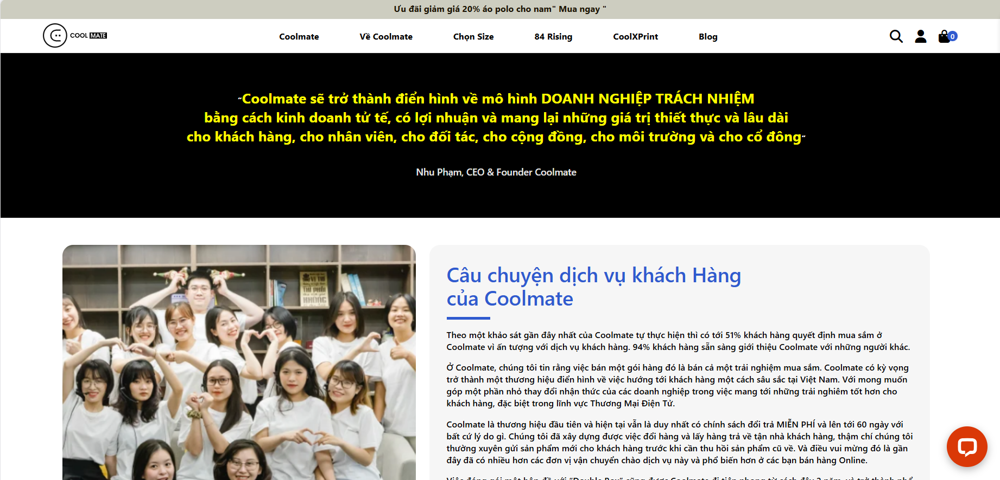 Ưu đãi giảm giá 20% áo polo cho nam" Mua ngay "
COOL MATE
Coolmate
Về Coolmate
Chọn Size
84 Rising
CoolXPrint
Blog
0
“Coolmate sẽ trở thành điển hình về mô hình DOANH NGHIỆP TRÁCH NHIỆM
bằng cách kinh doanh tử tế, có lợi nhuận và mang lại những giá trị thiết thực và lâu dài
cho khách hàng, cho nhân viên, cho đối tác, cho cộng đồng, cho môi trường và cho cổ đông“
Nhu Phạm, CEO & Founder Coolmate
VỊ THÍ
KHÔNG
Câu chuyện dịch vụ khách Hàng
của Coolmate
Theo một khảo sát gần đây nhất của Coolmate tự thực hiện thì có tới 51% khách hàng quyết định mua sắm ở
Coolmate vì ấn tượng với dịch vụ khách hàng. 94% khách hàng sẵn sàng giới thiệu Coolmate với những người khác.
Ở Coolmate, chúng tôi tin rằng việc bán một gói hàng đó là bán cả một trải nghiệm mua sắm. Coolmate có kỳ vọng
trở thành một thương hiệu điển hình về việc hướng tới khách hàng một cách sâu sắc tại Việt Nam. Với mong muốn
góp một phần nhỏ thay đổi nhận thức của các doanh nghiệp trong việc mang tới những trải nghiêm tốt hơn cho
khách hàng, đặc biệt trong lĩnh vực Thương Mại Điện Tử.
Coolmate là thương hiệu đầu tiên và hiện tại vẫn là duy nhất có chính sách đổi trả MIỄN PHÍ và lên tới 60 ngày với
bất cứ lý do gì. Chúng tôi đã xây dựng được việc đổi hàng và lấy hàng trả về tận nhà khách hàng, thậm chí chúng tôi
thường xuyên gửi sản phẩm mới cho khách hàng trước khi cần thu hồi sản phẩm cũ về. Và điều vui mừng đó là gần
đây đã có nhiều hơn các đơn vị vận chuyển chào dịch vụ này và phổ biến hơn ở các bạn bán hàng Online.